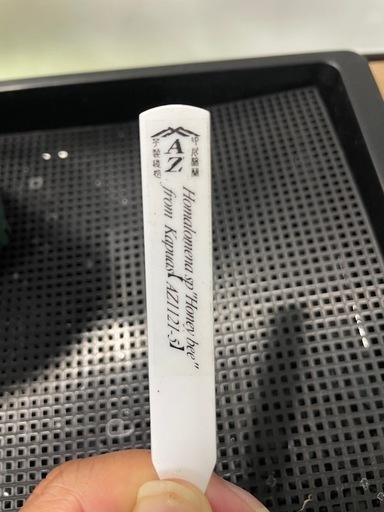 AZ
Homalomena sp"Honey bee"
from Kapuas【AZ1121-5】